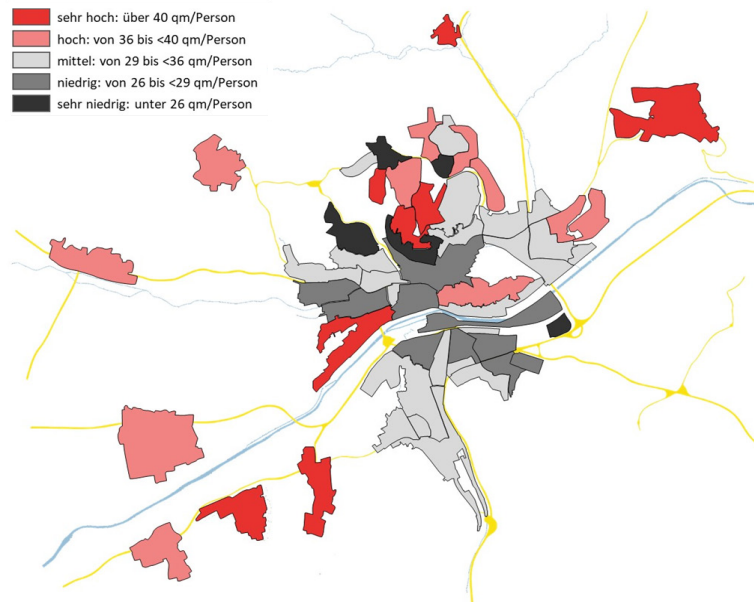 sehr hoch: über 40 qm/Person
hoch: von 36 bis <40 qm/Person
mittel: von 29 bis <36 qm/Person
niedrig: von 26 bis <29 qm/Person
sehr niedrig: unter 26 qm/Person